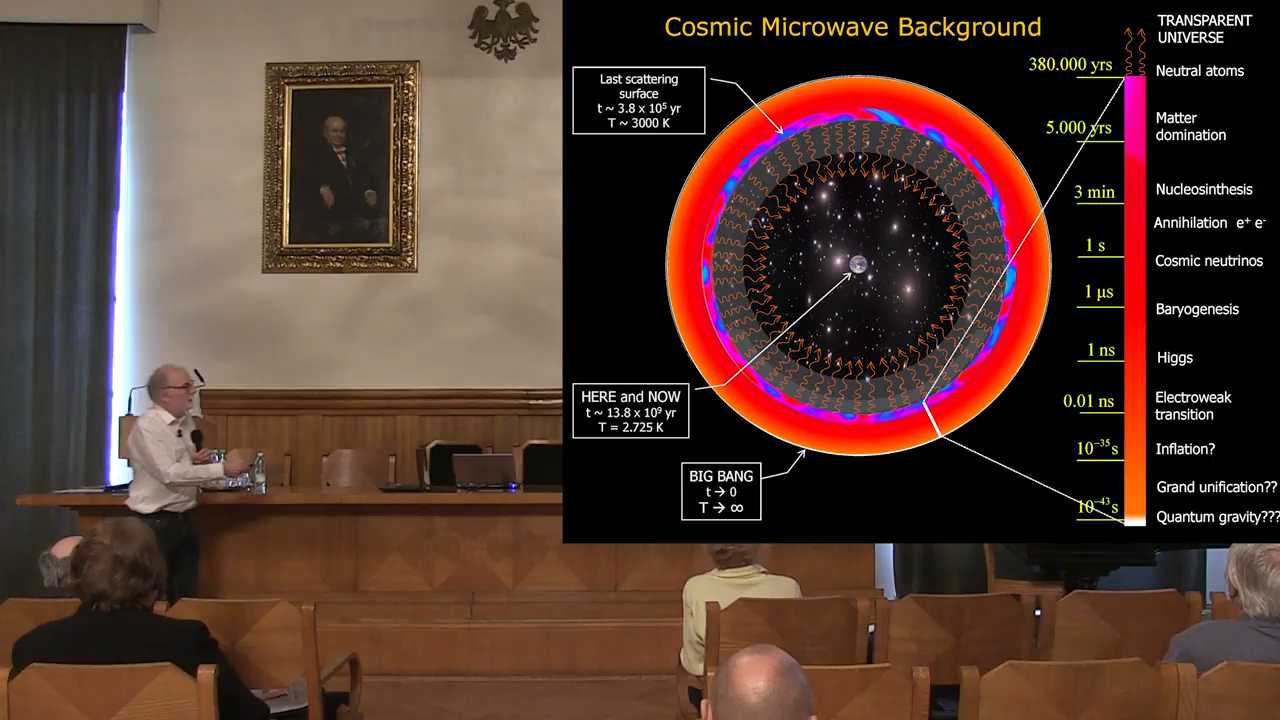 Cosmic Microwave Background
Last scattering
surface
t ~ 3.8 x 10⁵ yr
T ~ 3000 K
HERE and NOW
t ~ 13.8 x 10⁹ yr
T = 2.725 K
BIG BANG
t → 0
T → ∞
TRANSPARENT
UNIVERSE
380.000 yrs
Neutral atoms
5.000 yrs
Matter
domination
3 min
Nucleosinthesis
Annihilation e⁺ e⁻
1 s
Cosmic neutrinos
1 μs
Baryogenesis
1 ns
Higgs
0.01 ns
Electroweak
transition
10⁻³⁵ s
Inflation?
Grand unification??
10⁻⁴³ s
Quantum gravity???